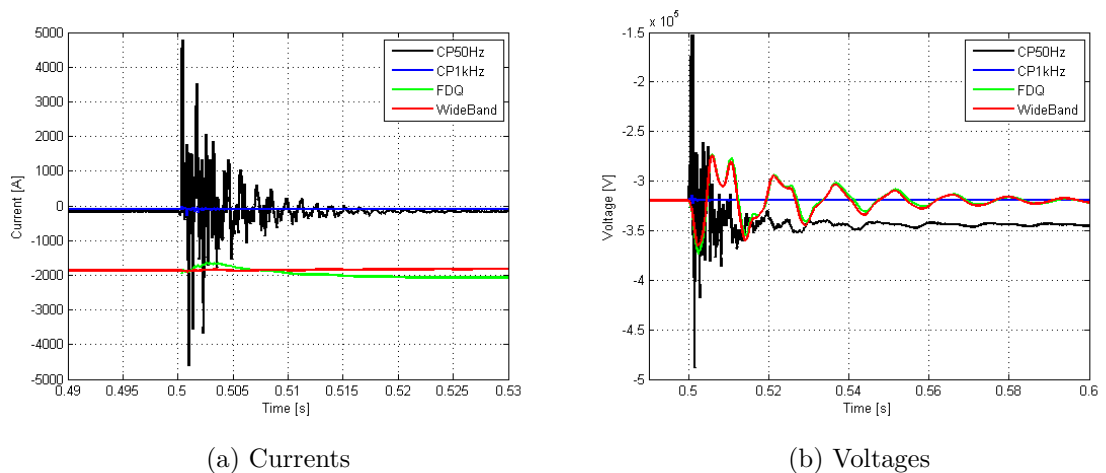 5000
4000
3000
2000
1000
0
-1000
-2000
-3000
-4000
-5000
Current [A]
0.49
0.495
0.5
0.505
0.51
0.515
0.52
0.525
0.53
Time [s]
CP50Hz
CP1kHz
FDQ
WideBand
(a) Currents
x 10^5
-1.5
-2
-2.5
-3
-3.5
-4
-4.5
-5
Voltage [V]
0.5
0.52
0.54
0.56
0.58
0.6
Time [s]
CP50Hz
CP1kHz
FDQ
WideBand
(b) Voltages